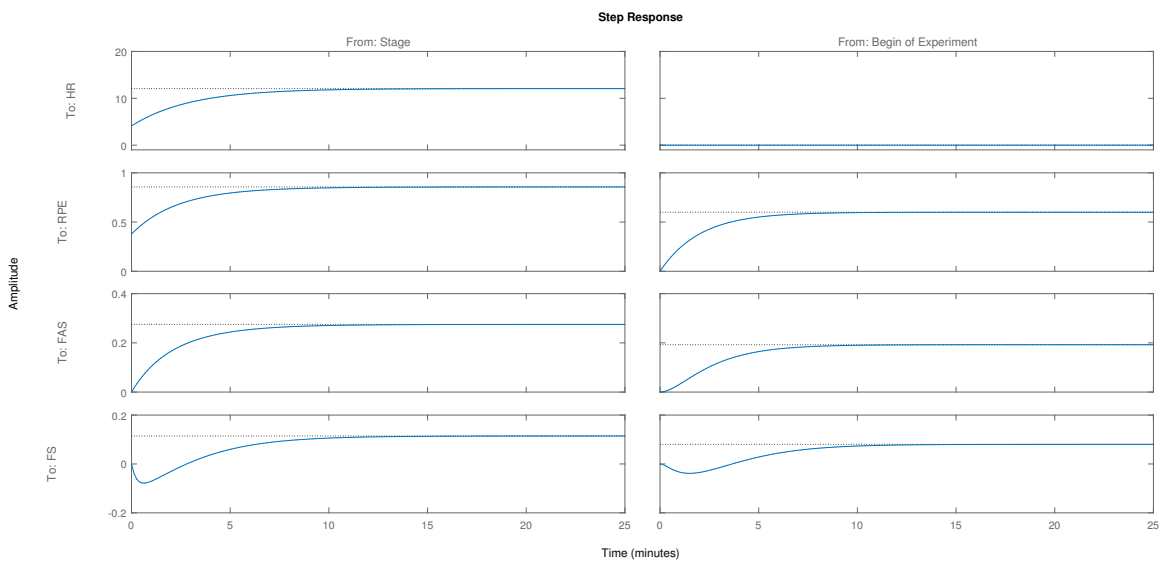 Step Response
From: Stage
From: Begin of Experiment
Amplitude
To: HR
20
10
0
To: RPE
1
0.5
0
To: FAS
0.4
0.2
0
To: FS
0.2
0
-0.2
0 5 10 15 20 25
0 5 10 15 20 25
Time (minutes)